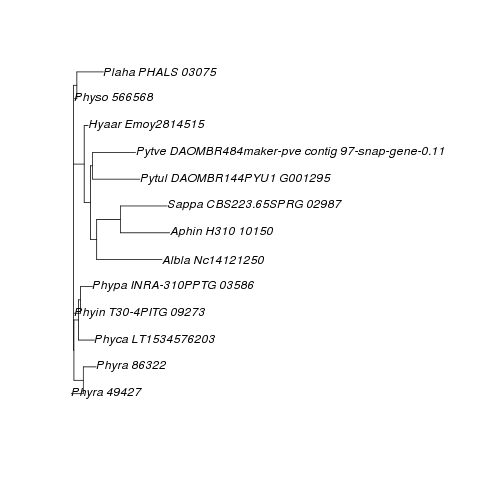 Plaha PHALS 03075
Physo 566568
Hyaar Emoy2814515
Pytve DAOMBR484maker-pve contig 97-snap-gene-0.11
Pytul DAOMBR144PYU1 G001295
Sappa CBS223.65SPRG 02987
Aphin H310 10150
Albla Nc14121250
Phypa INRA-310PPTG 03586
Phyin T30-4PITG 09273
Phyca LT1534576203
Phyra 86322
Phyra 49427